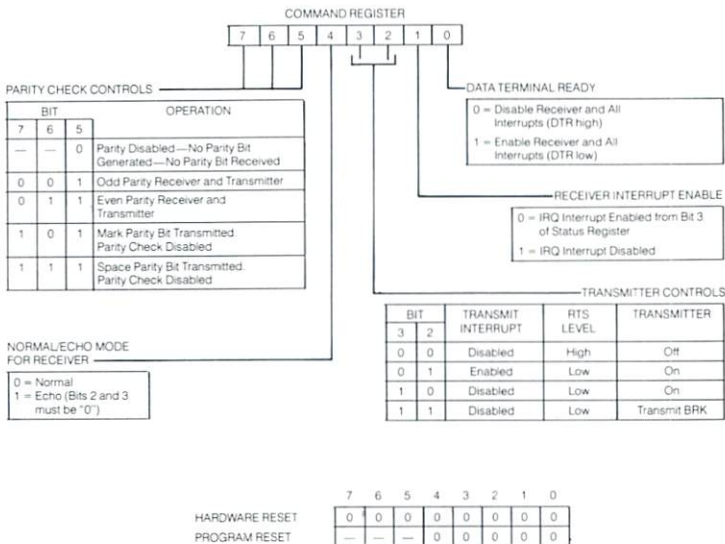 COMMAND REGISTER
7 6 5 4 3 2 1 0
PARITY CHECK CONTROLS
BIT OPERATION
7 6 5
— — 0 Parity Disabled—No Parity Bit
Generated—No Parity Bit Received
0 0 1 Odd Parity Receiver and Transmitter
0 1 1 Even Parity Receiver and
Transmitter
1 0 1 Mark Parity Bit Transmitted.
Parity Check Disabled
1 1 1 Space Parity Bit Transmitted.
Parity Check Disabled
NORMAL/ECHO MODE
FOR RECEIVER
0 = Normal
1 = Echo (Bits 2 and 3
must be "0")
DATA TERMINAL READY
0 = Disable Receiver and All
Interrupts (DTR high)
1 = Enable Receiver and All
Interrupts (DTR low)
RECEIVER INTERRUPT ENABLE
0 = IRQ Interrupt Enabled from Bit 3
of Status Register
1 = IRQ Interrupt Disabled
TRANSMITTER CONTROLS
BIT TRANSMIT RTS TRANSMITTER
3 2 INTERRUPT LEVEL
0 0 Disabled High Off
0 1 Enabled Low On
1 0 Disabled Low On
1 1 Disabled Low Transmit BRK
7 6 5 4 3 2 1 0
HARDWARE RESET 0 0 0 0 0 0 0 0
PROGRAM RESET — — — 0 0 0 0 0